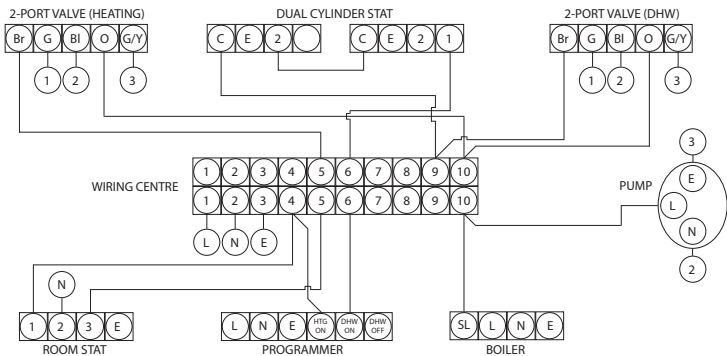 2-PORT VALVE (HEATING) DUAL CYLINDER STAT 2-PORT VALVE (DHW)
Br G Bl O G/Y C E 2 C E 2 1 Br G Bl O G/Y
1 2 3 1 2 3
3
1 2 3 4 5 6 7 8 9 10
WIRING CENTRE PUMP E
1 2 3 4 5 6 7 8 9 10
L
N
L N E
2
N
1 2 3 E L N E HTG ON DHW ON DHW OFF SL L N E
ROOM STAT PROGRAMMER BOILER